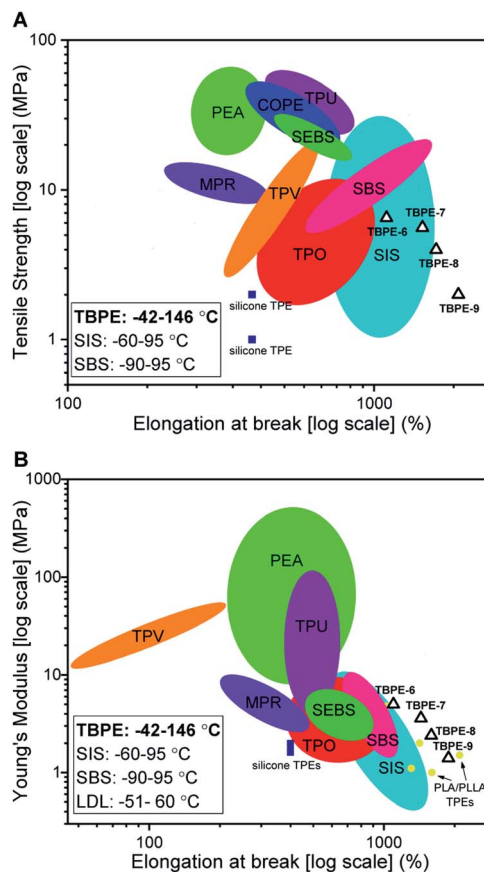 A
Tensile Strength [log scale] (MPa)
100
10
1
PEA
COPE
TPU
SEBS
MPR
TPV
SBS
TPO
SIS
TBPE-6
TBPE-7
TBPE-8
TBPE-9
silicone TPE
silicone TPE
TBPE: -42-146 °C
SIS: -60-95 °C
SBS: -90-95 °C
100
1000
Elongation at break [log scale] (%)
B
Young's Modulus [log scale] (MPa)
1000
100
10
1
PEA
TPU
TPV
MPR
SEBS
TPO
SBS
SIS
TBPE-6
TBPE-7
TBPE-8
TBPE-9
silicone TPEs
PLA/PLLA
TPEs
TBPE: -42-146 °C
SIS: -60-95 °C
SBS: -90-95 °C
LDL: -51- 60 °C
100
1000
Elongation at break [log scale] (%)